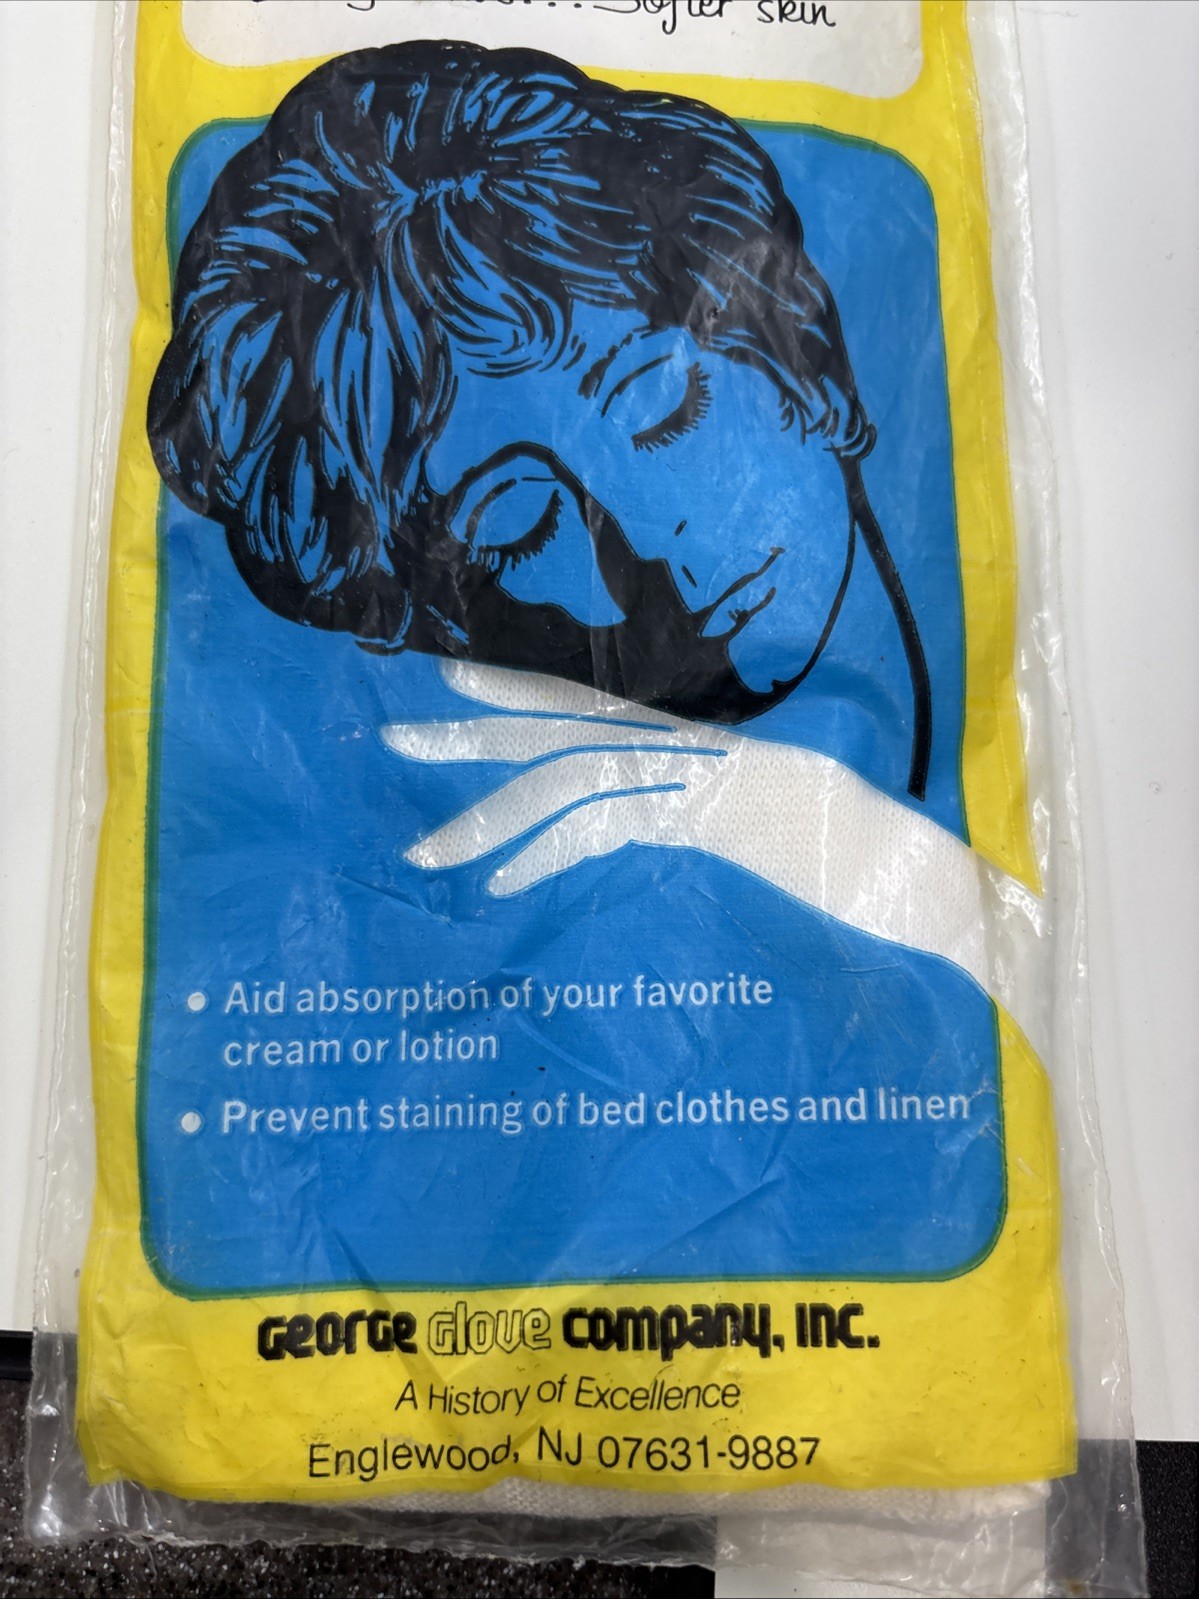 Softer skin
• Aid absorption of your favorite
cream or lotion
• Prevent staining of bed clothes and linen
George Glove Company, Inc.
A History of Excellence
Englewood, NJ 07631-9887